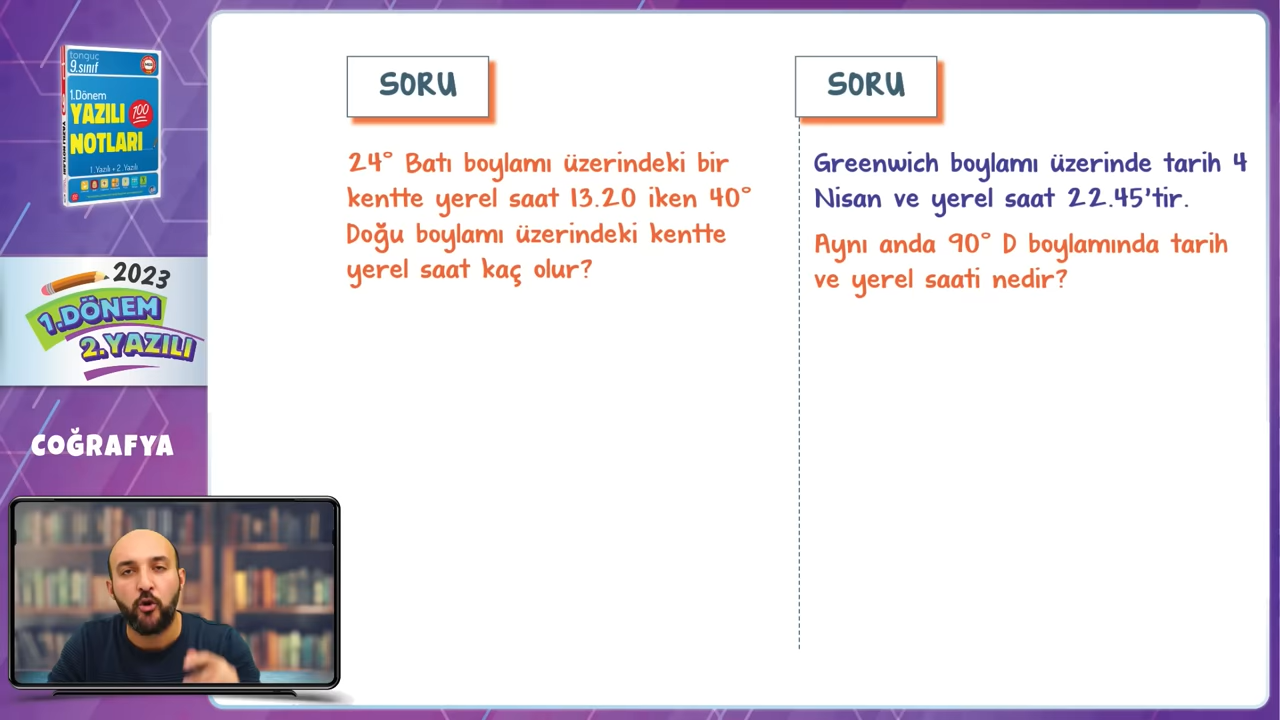 tonguç
9.sınıf
1.Dönem
YAZILI
100
NOTLARI
1.Yazılı • 2.Yazılı
YAZILI NOTLARI
2023
1.DÖNEM
2.YAZILI
COĞRAFYA
SORU
24° Batı boylamı üzerindeki bir
kentte yerel saat 13.20 iken 40°
Doğu boylamı üzerindeki kentte
yerel saat kaç olur?
SORU
Greenwich boylamı üzerinde tarih 4
Nisan ve yerel saat 22.45'tir.
Aynı anda 90° D boylamında tarih
ve yerel saati nedir?